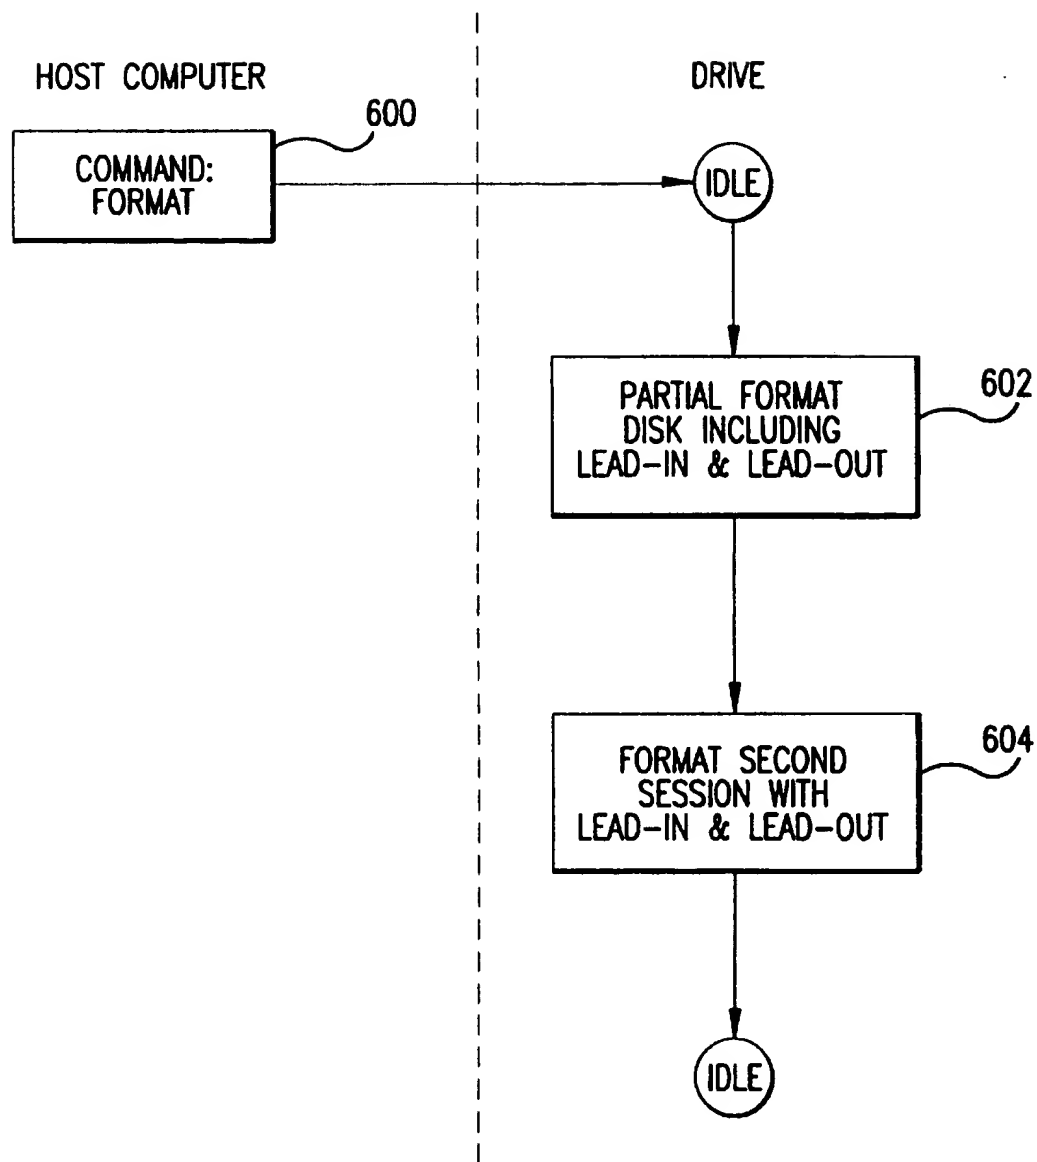 HOST COMPUTER
DRIVE
600
COMMAND:
FORMAT
IDLE
602
PARTIAL FORMAT
DISK INCLUDING
LEAD-IN & LEAD-OUT
604
FORMAT SECOND
SESSION WITH
LEAD-IN & LEAD-OUT
IDLE